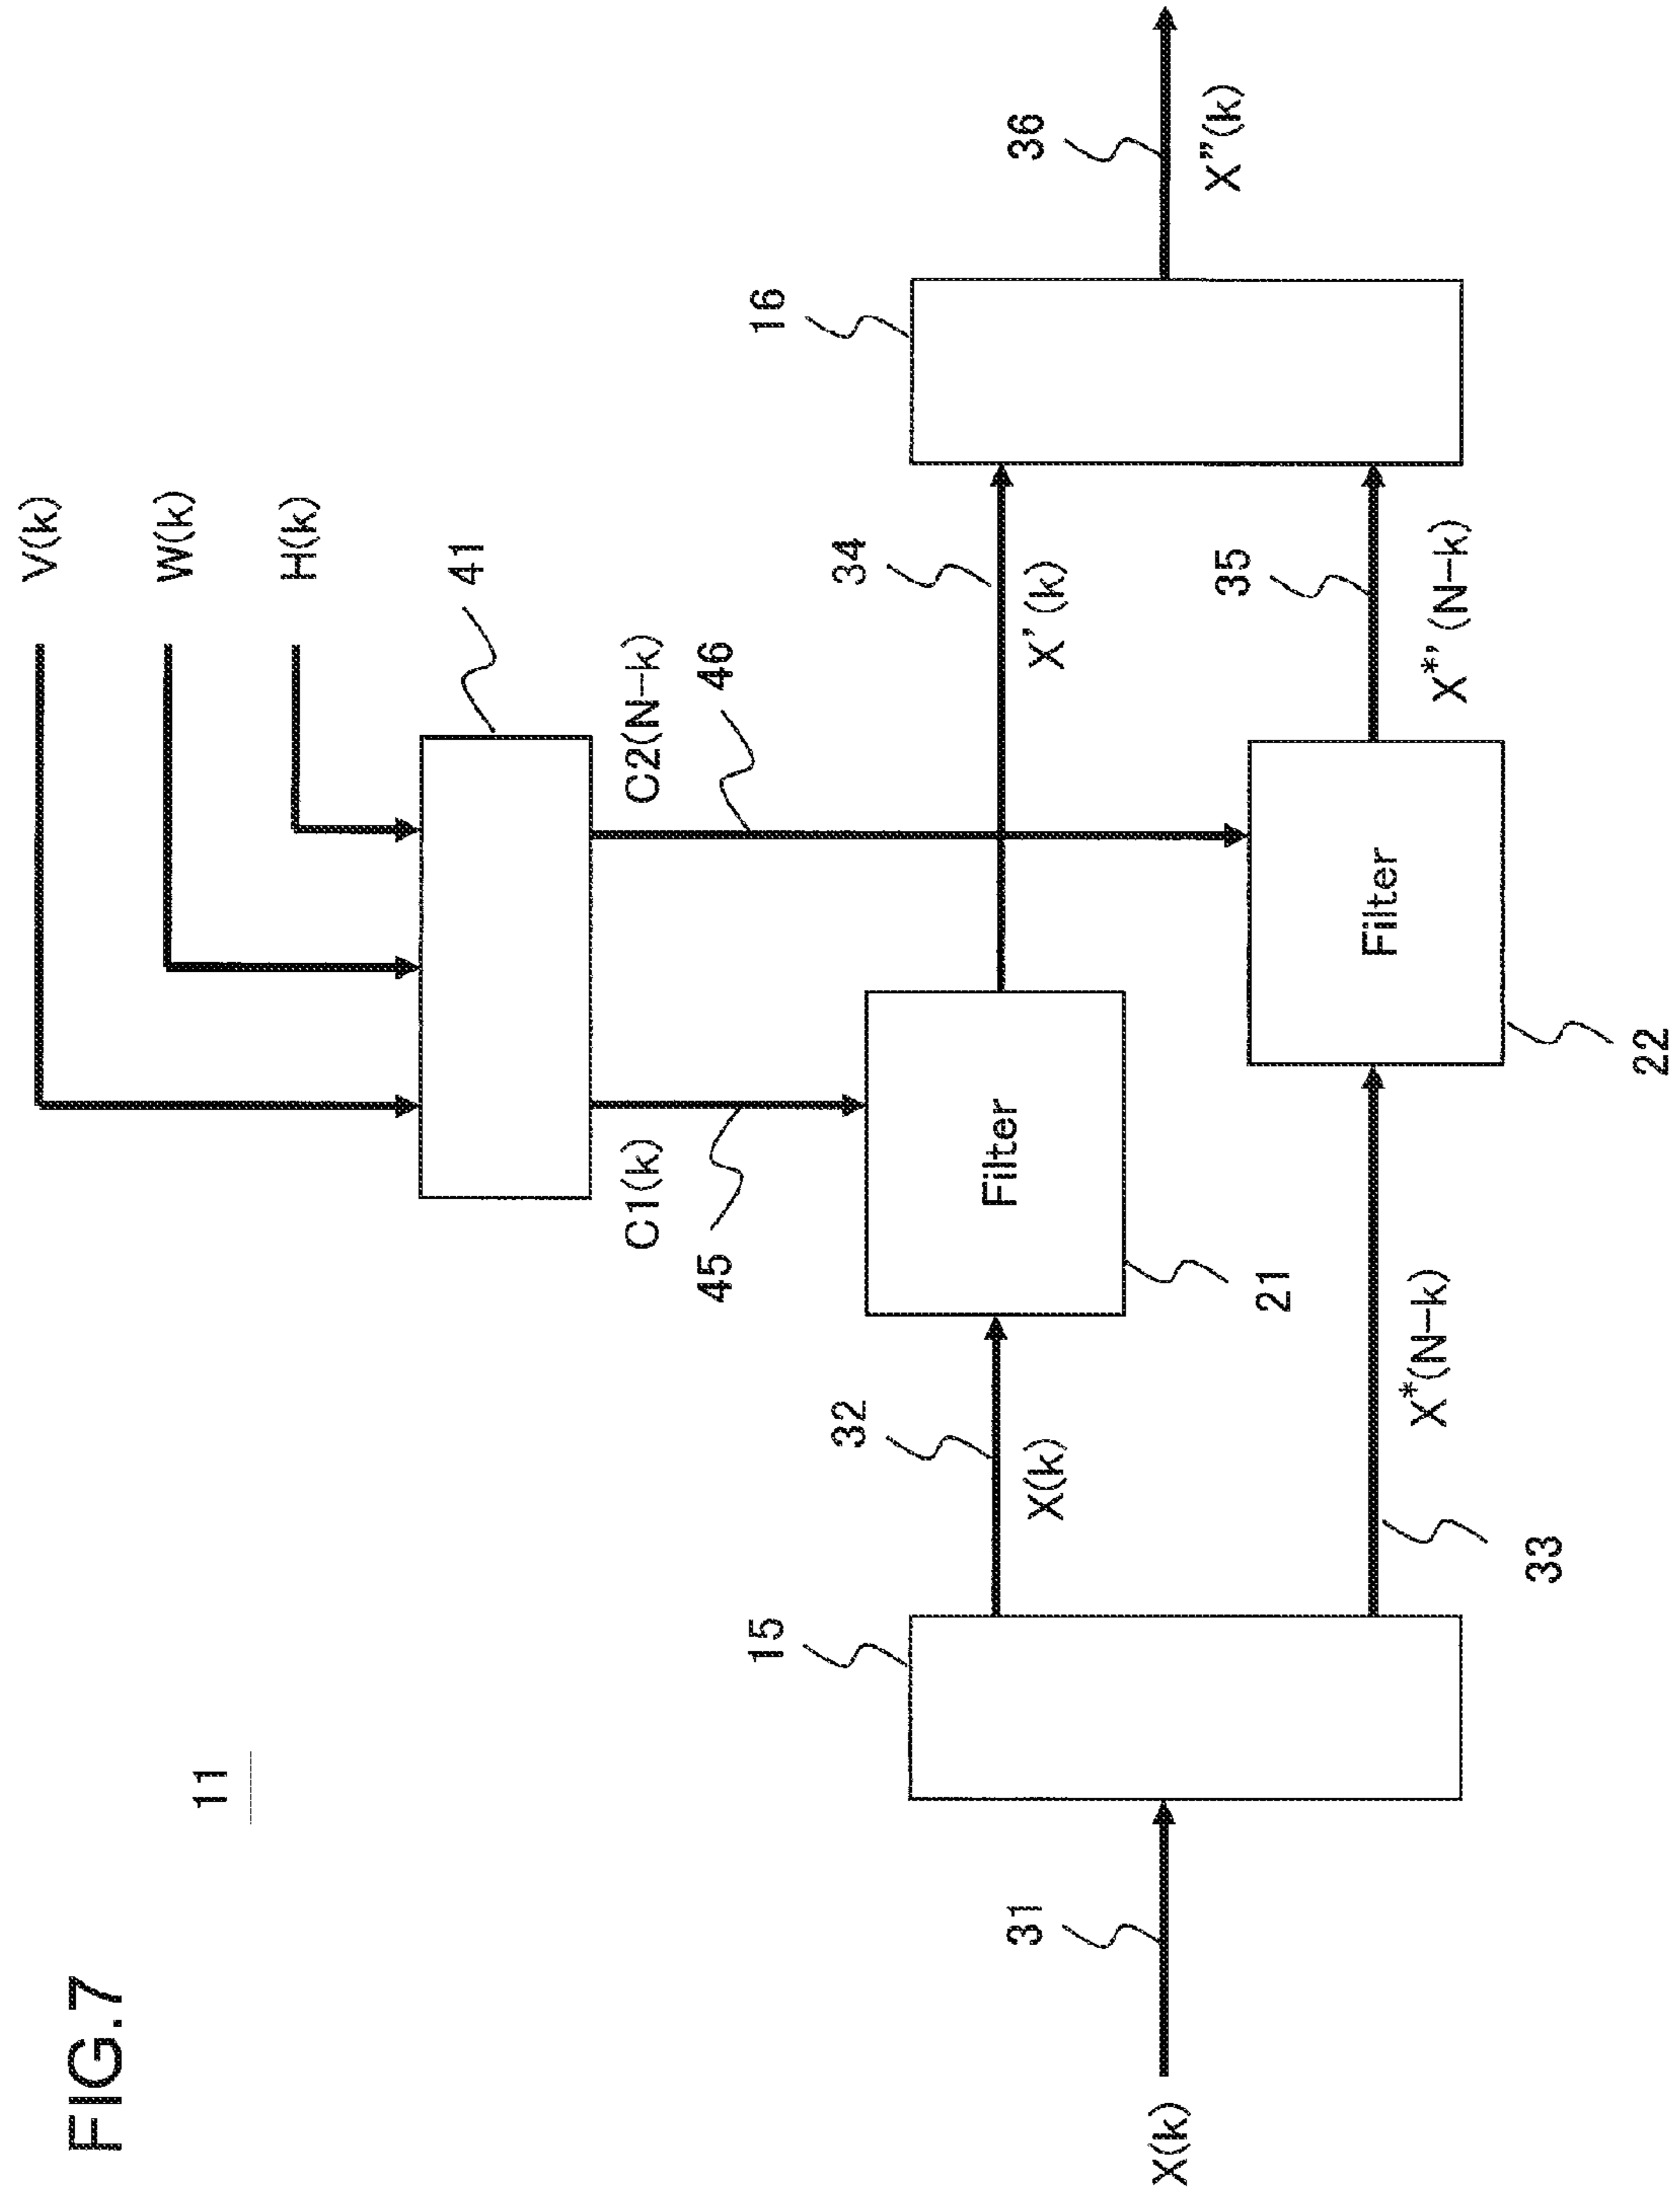 FIG.7
11
V(k)
W(k)
H(k)
41
C1(k)
45
C2(N-k)
46
X(k)
31
15
32
X(k)
33
X*(N-k)
Filter
21
Filter
22
34
X'(k)
35
X*'(N-k)
16
36
X''(k)